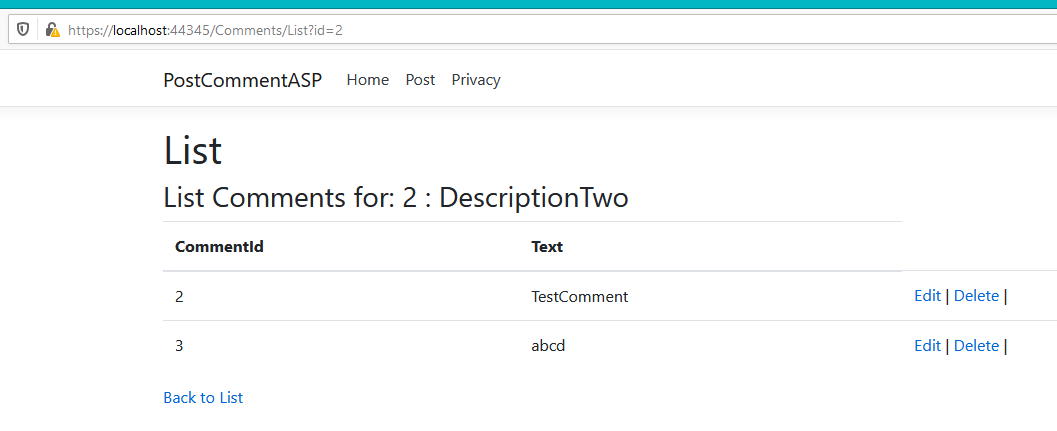 https://localhost:44345/Comments/List?id=2
PostCommentASP Home Post Privacy
List
List Comments for: 2 : DescriptionTwo
CommentId Text
2 TestComment Edit | Delete |
3 abcd Edit | Delete |
Back to List